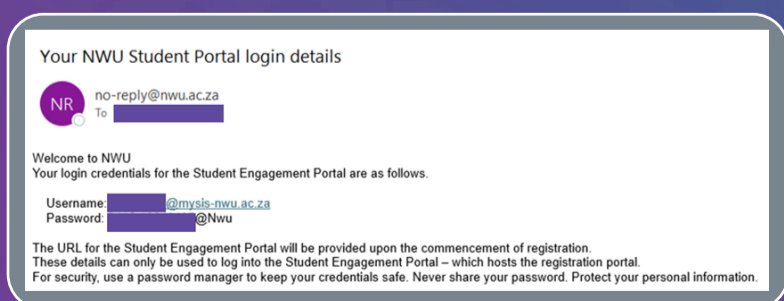 Your NWU Student Portal login details
NR
no-reply@nwu.ac.za
To
Welcome to NWU
Your login credentials for the Student Engagement Portal are as follows.
Username: @mysis-nwu.ac.za
Password: @Nwu
The URL for the Student Engagement Portal will be provided upon the commencement of registration.
These details can only be used to log into the Student Engagement Portal – which hosts the registration portal.
For security, use a password manager to keep your credentials safe. Never share your password. Protect your personal information.